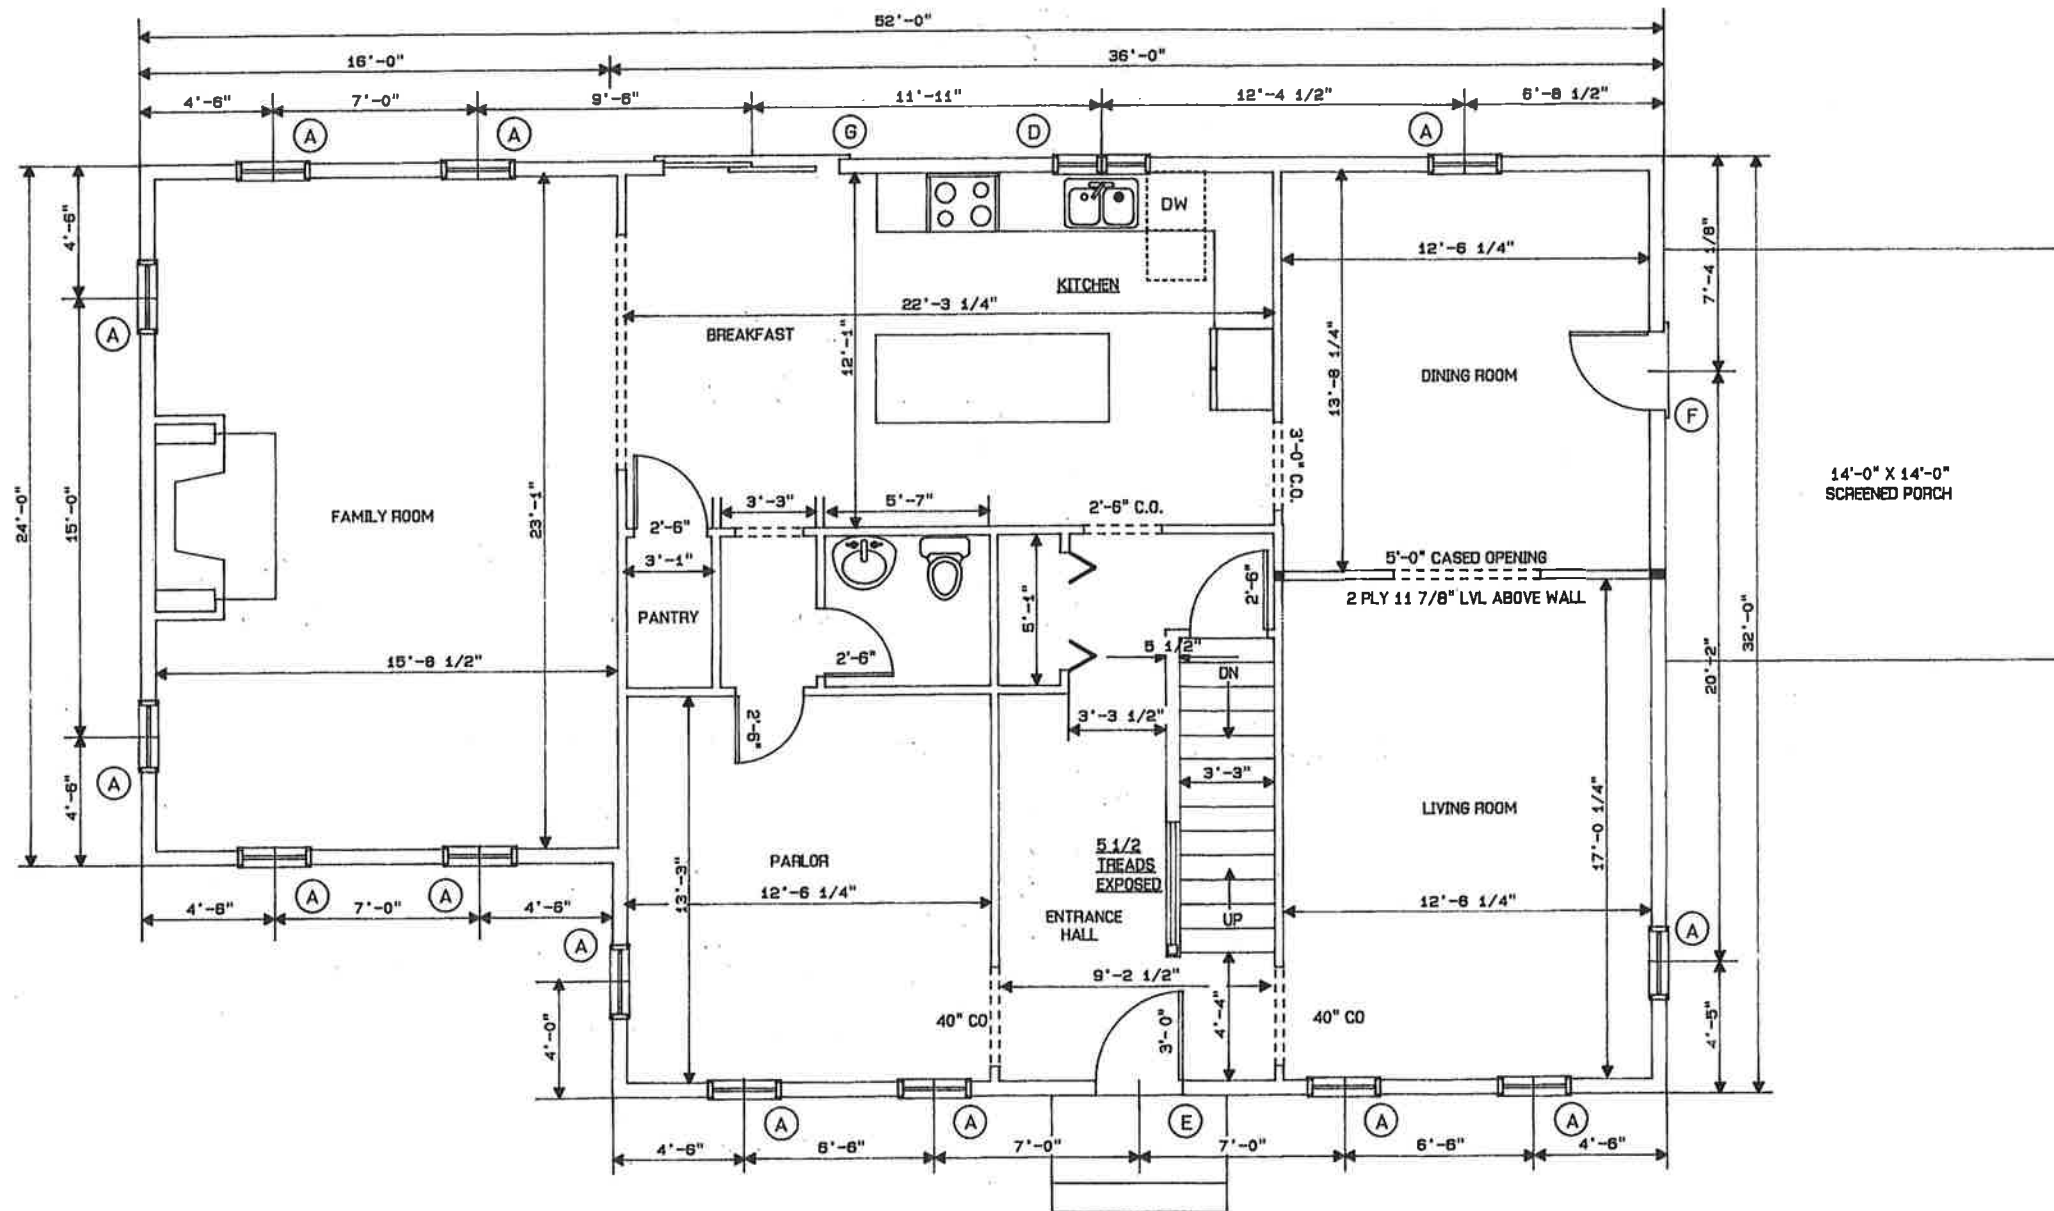 52'-0"
16'-0"
36'-0"
4'-6"
7'-0"
9'-6"
11'-11"
12'-4 1/2"
6'-8 1/2"
A
A
G
D
A
DW
4'-6"
12'-6 1/4"
7'-4 1/8"
KITCHEN
22'-3 1/4"
A
BREAKFAST
12'-1"
13'-8 1/4"
DINING ROOM
F
3'-0" C.O.
14'-0" X 14'-0"
SCREENED PORCH
24'-0"
15'-0"
FAMILY ROOM
23'-1"
3'-3"
5'-7"
2'-6" C.O.
2'-6"
3'-1"
5'-0" CASED OPENING
2 PLY 11 7/8" LVL ABOVE WALL
2'-6"
5'-1"
PANTRY
32'-0"
5 1/2"
15'-8 1/2"
2'-6"
DN
20'-2"
2'-6"
3'-3 1/2"
3'-3"
A
4'-6"
LIVING ROOM
17'-0 1/4"
5 1/2
TREADS
EXPOSED
PARLOR
13'-3"
12'-6 1/4"
A
A
4'-6"
7'-0"
4'-6"
12'-6 1/4"
ENTRANCE
HALL
UP
A
A
9'-2 1/2"
4'-0"
40" CO
3'-0"
4'-4"
40" CO
4'-5"
A
A
E
A
A
4'-6"
6'-6"
7'-0"
7'-0"
6'-6"
4'-6"